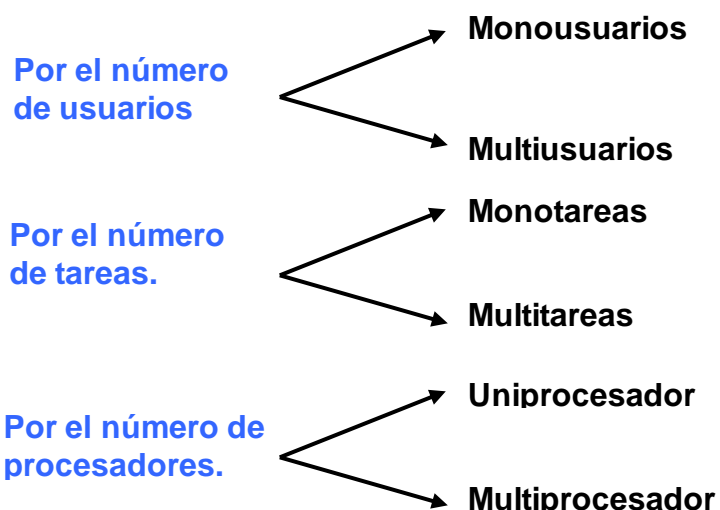 Por el número
de usuarios
Monousuarios
Multiusuarios
Por el número
de tareas.
Monotareas
Multitareas
Por el número de
procesadores.
Uniprocesador
Multiprocesador